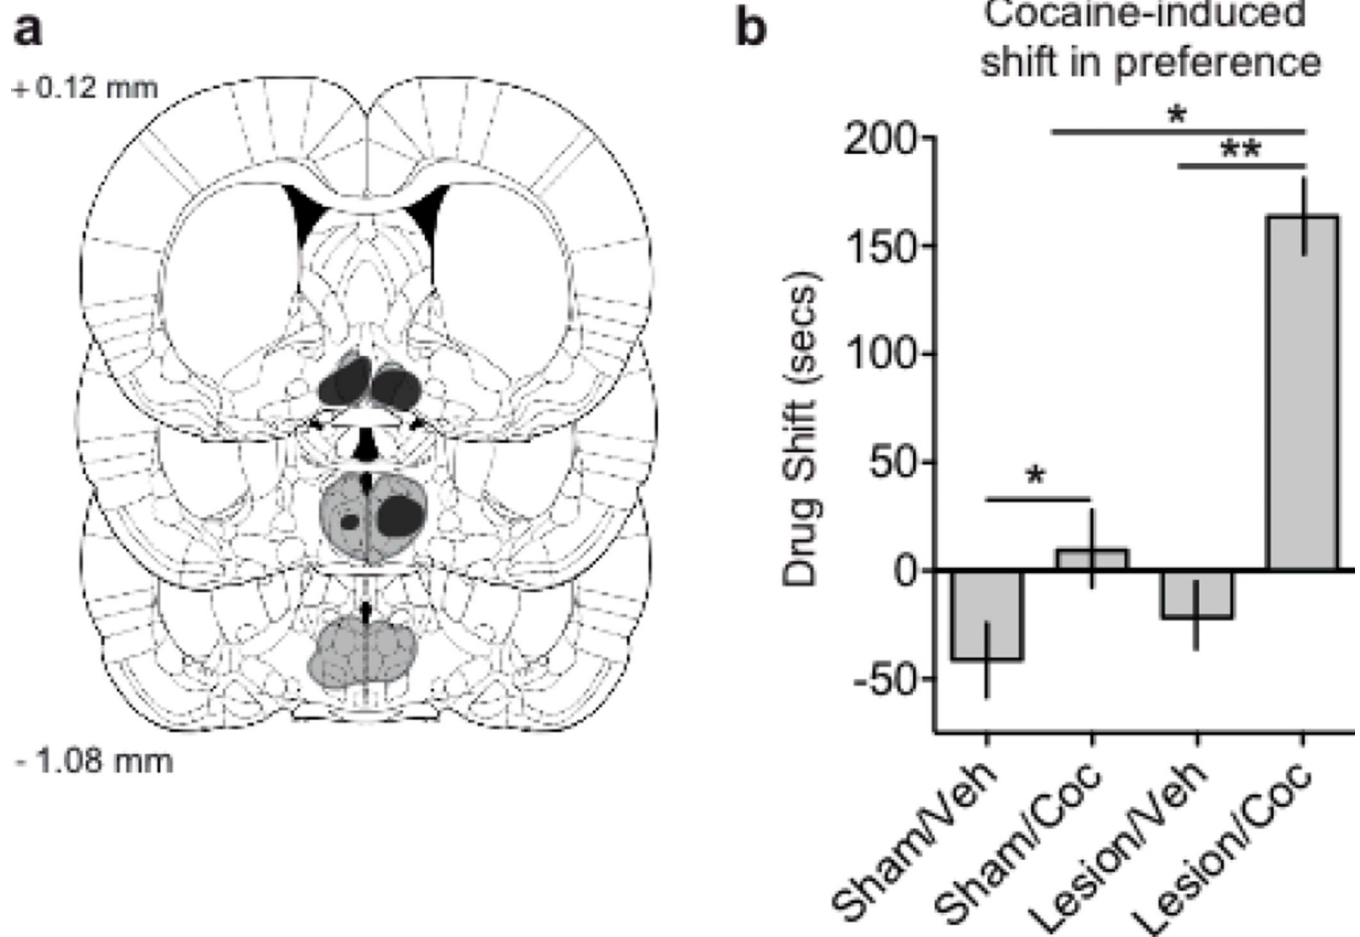 a
+ 0.12 mm
- 1.08 mm
b
Cocaine-induced
shift in preference
*
**
*
200
150
100
50
0
-50
Drug Shift (secs)
Sham/Veh
Sham/Coc
Lesion/Veh
Lesion/Coc